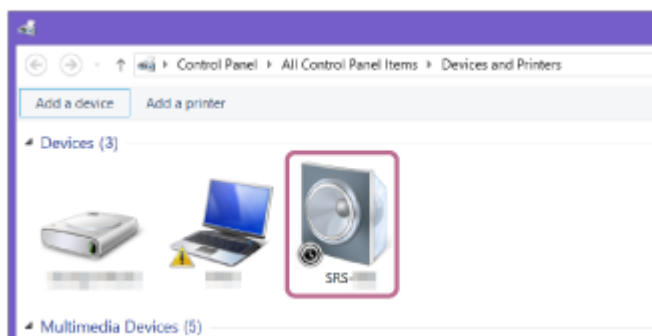 Control Panel All Control Panel Items Devices and Printers
Add a device Add a printer
Devices (3)
SRS-
Multimedia Devices (5)